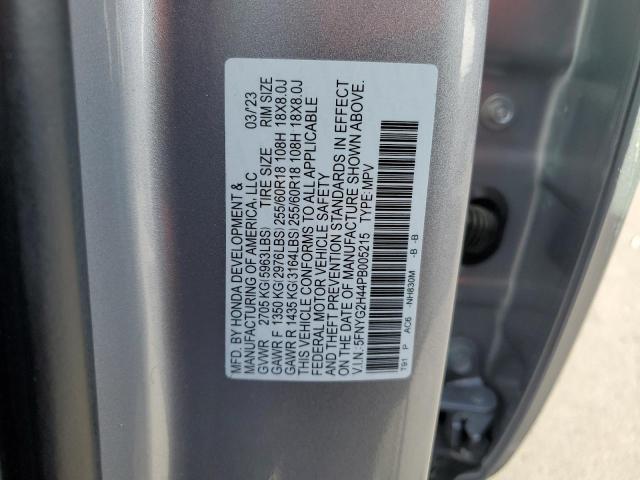 MFD. BY HONDA DEVELOPMENT &
MANUFACTURING OF AMERICA, LLC 03/23
GVWR 2705 KG(5963LBS) TIRE SIZE RIM SIZE
GAWR F 1350 KG(2976LBS) 255/60R18 108H 18X8.0J
GAWR R 1435 KG(3164LBS) 255/60R18 108H 18X8.0J
THIS VEHICLE CONFORMS TO ALL APPLICABLE
FEDERAL MOTOR VEHICLE SAFETY
AND THEFT PREVENTION STANDARDS IN EFFECT
ON THE DATE OF MANUFACTURE SHOWN ABOVE.
V.I.N.: 5FNYG2H44PB005215 TYPE: MPV
T91 P AC6 -NH830M -B -B